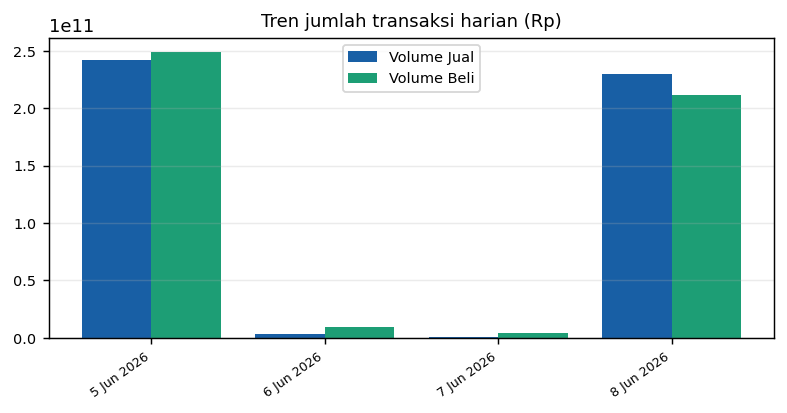 Tren jumlah transaksi harian (Rp)
1e11
Volume Jual
Volume Beli
2.5
2.0
1.5
1.0
0.5
0.0
5 Jun 2026
6 Jun 2026
7 Jun 2026
8 Jun 2026